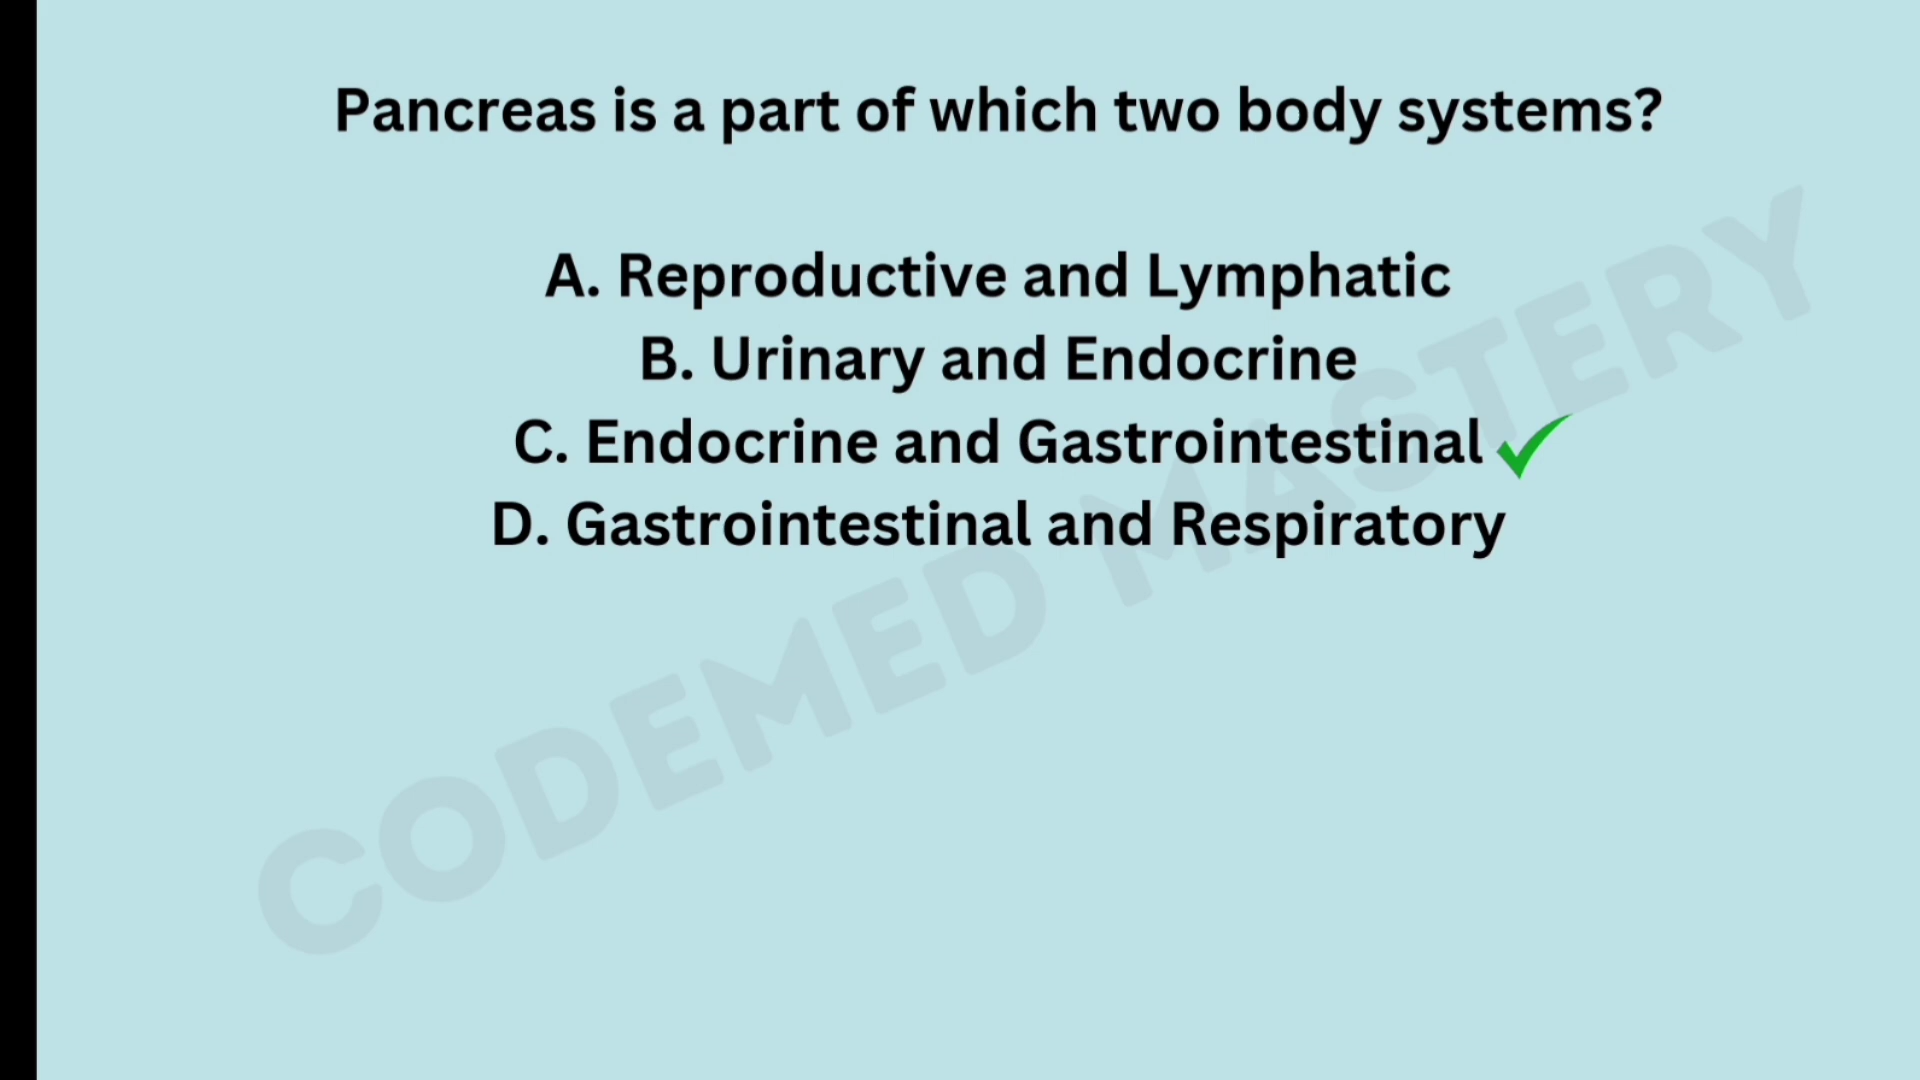 Pancreas is a part of which two body systems?
A. Reproductive and Lymphatic
B. Urinary and Endocrine
C. Endocrine and Gastrointestinal
D. Gastrointestinal and Respiratory
CODEMED MASTERY